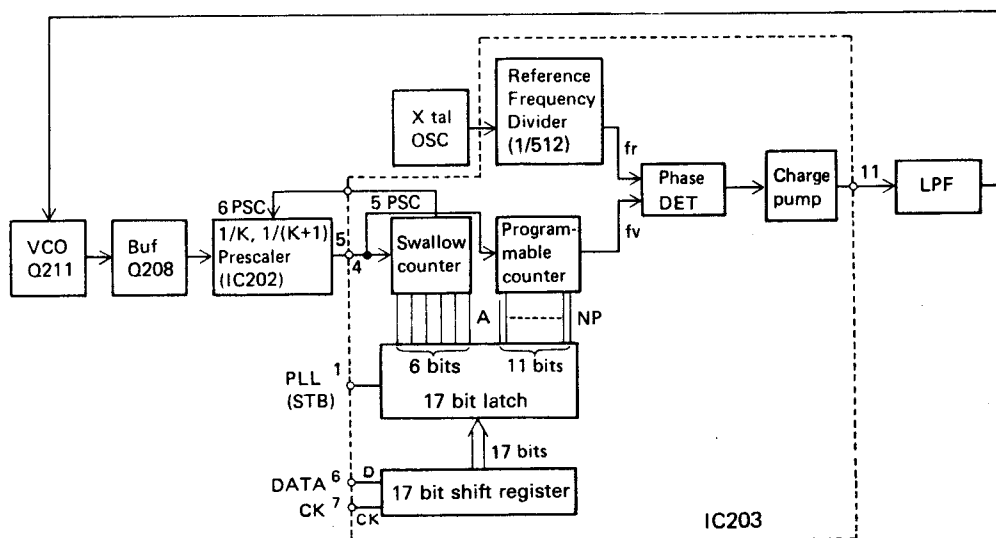 Reference
Frequency
Divider
(1/512)
X tal
OSC
fr
Phase
DET
Charge
pump
11
LPF
fv
6 PSC
5 PSC
VCO
Q211
Buf
Q208
1/K, 1/(K+1)
Prescaler
(IC202)
5
4
Swallow
counter
Program-
mable
counter
A
NP
6 bits
11 bits
PLL
(STB)
1
17 bit latch
17 bits
DATA
6
D
17 bit shift register
CK
7
CK
IC203